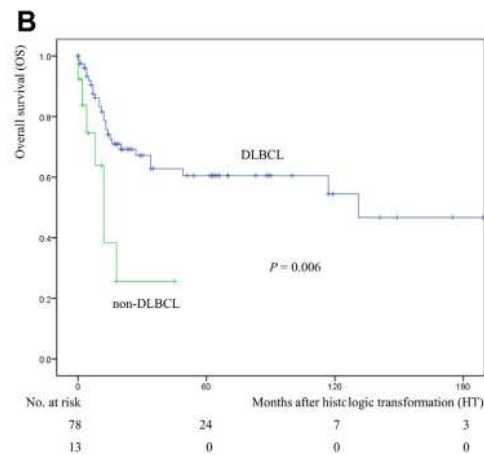 B
Overall survival (OS)
1.0
0.8
0.6
0.4
0.2
0.0
DLBCL
P = 0.006
non-DLBCL
0 60 120 180
No. at risk Months after histologic transformation (HT)
78 24 7 3
13 0 0 0